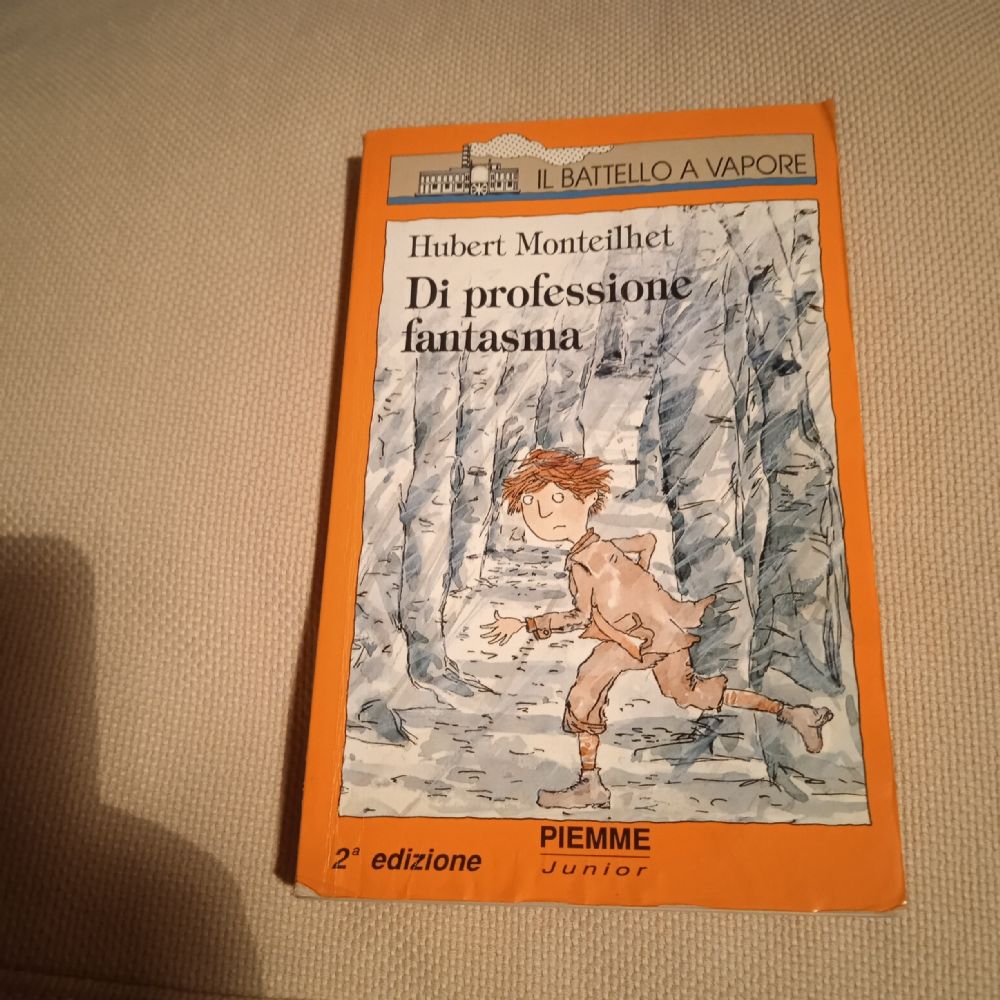 IL BATTELLO A VAPORE
Hubert Monteilhet
Di professione
fantasma
2ª edizione
PIEMME
Junior